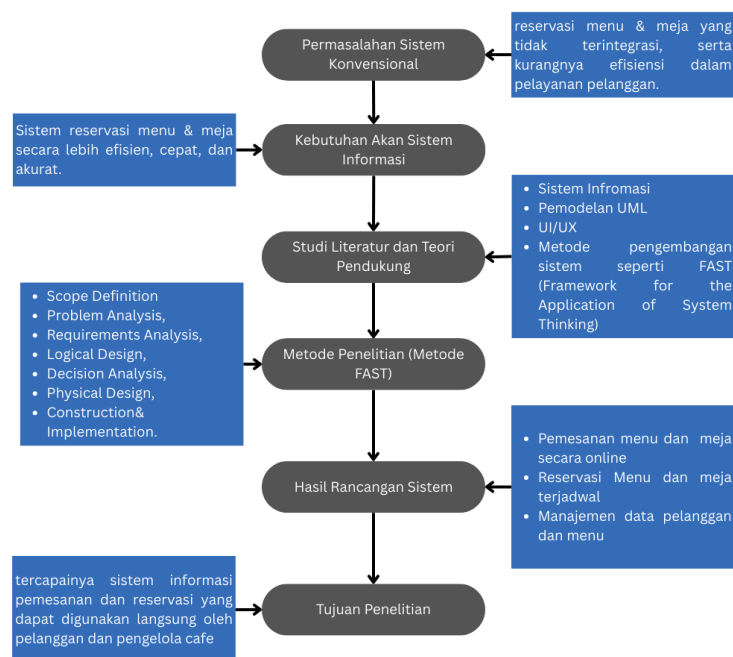 Permasalahan Sistem
Konvensional
reservasi menu & meja yang
tidak terintegrasi, serta
kurangnya efisiensi dalam
pelayanan pelanggan.
Sistem reservasi menu & meja
secara lebih efisien, cepat, dan
akurat.
Kebutuhan Akan Sistem
Informasi
• Sistem Infromasi
• Pemodelan UML
• UI/UX
• Metode pengembangan
sistem seperti FAST
(Framework for the
Application of System
Thinking)
Studi Literatur dan Teori
Pendukung
• Scope Definition
• Problem Analysis,
• Requirements Analysis,
• Logical Design,
• Decision Analysis,
• Physical Design,
• Construction&
Implementation.
Metode Penelitian (Metode
FAST)
• Pemesanan menu dan meja
secara online
• Reservasi Menu dan meja
terjadwal
• Manajemen data pelanggan
dan menu
Hasil Rancangan Sistem
tercapainya sistem informasi
pemesanan dan reservasi yang
dapat digunakan langsung oleh
pelanggan dan pengelola cafe
Tujuan Penelitian